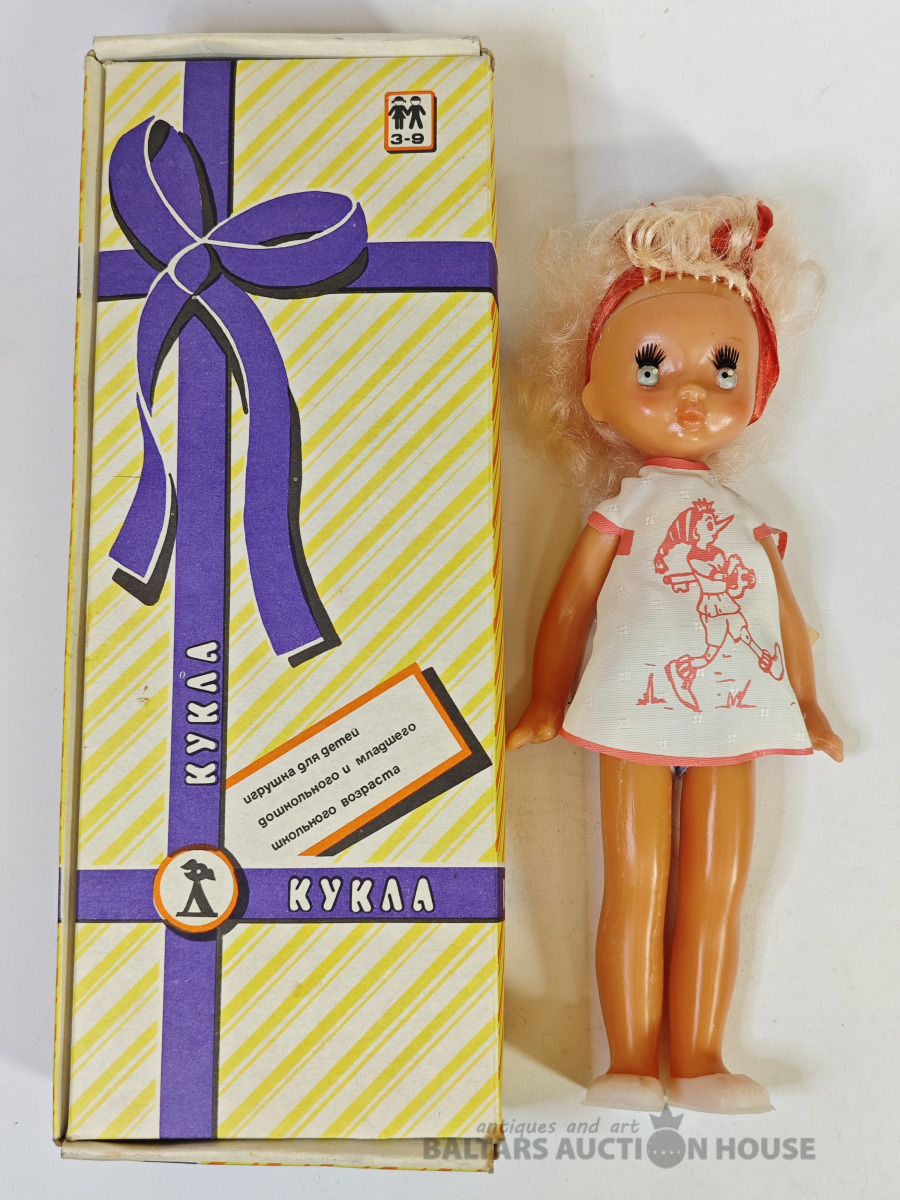 3-9
КУКЛА
игрушка для детей
дошкольного и младшего
школьного возраста
КУКЛА
antiques and art
BALTARS AUCTION HOUSE